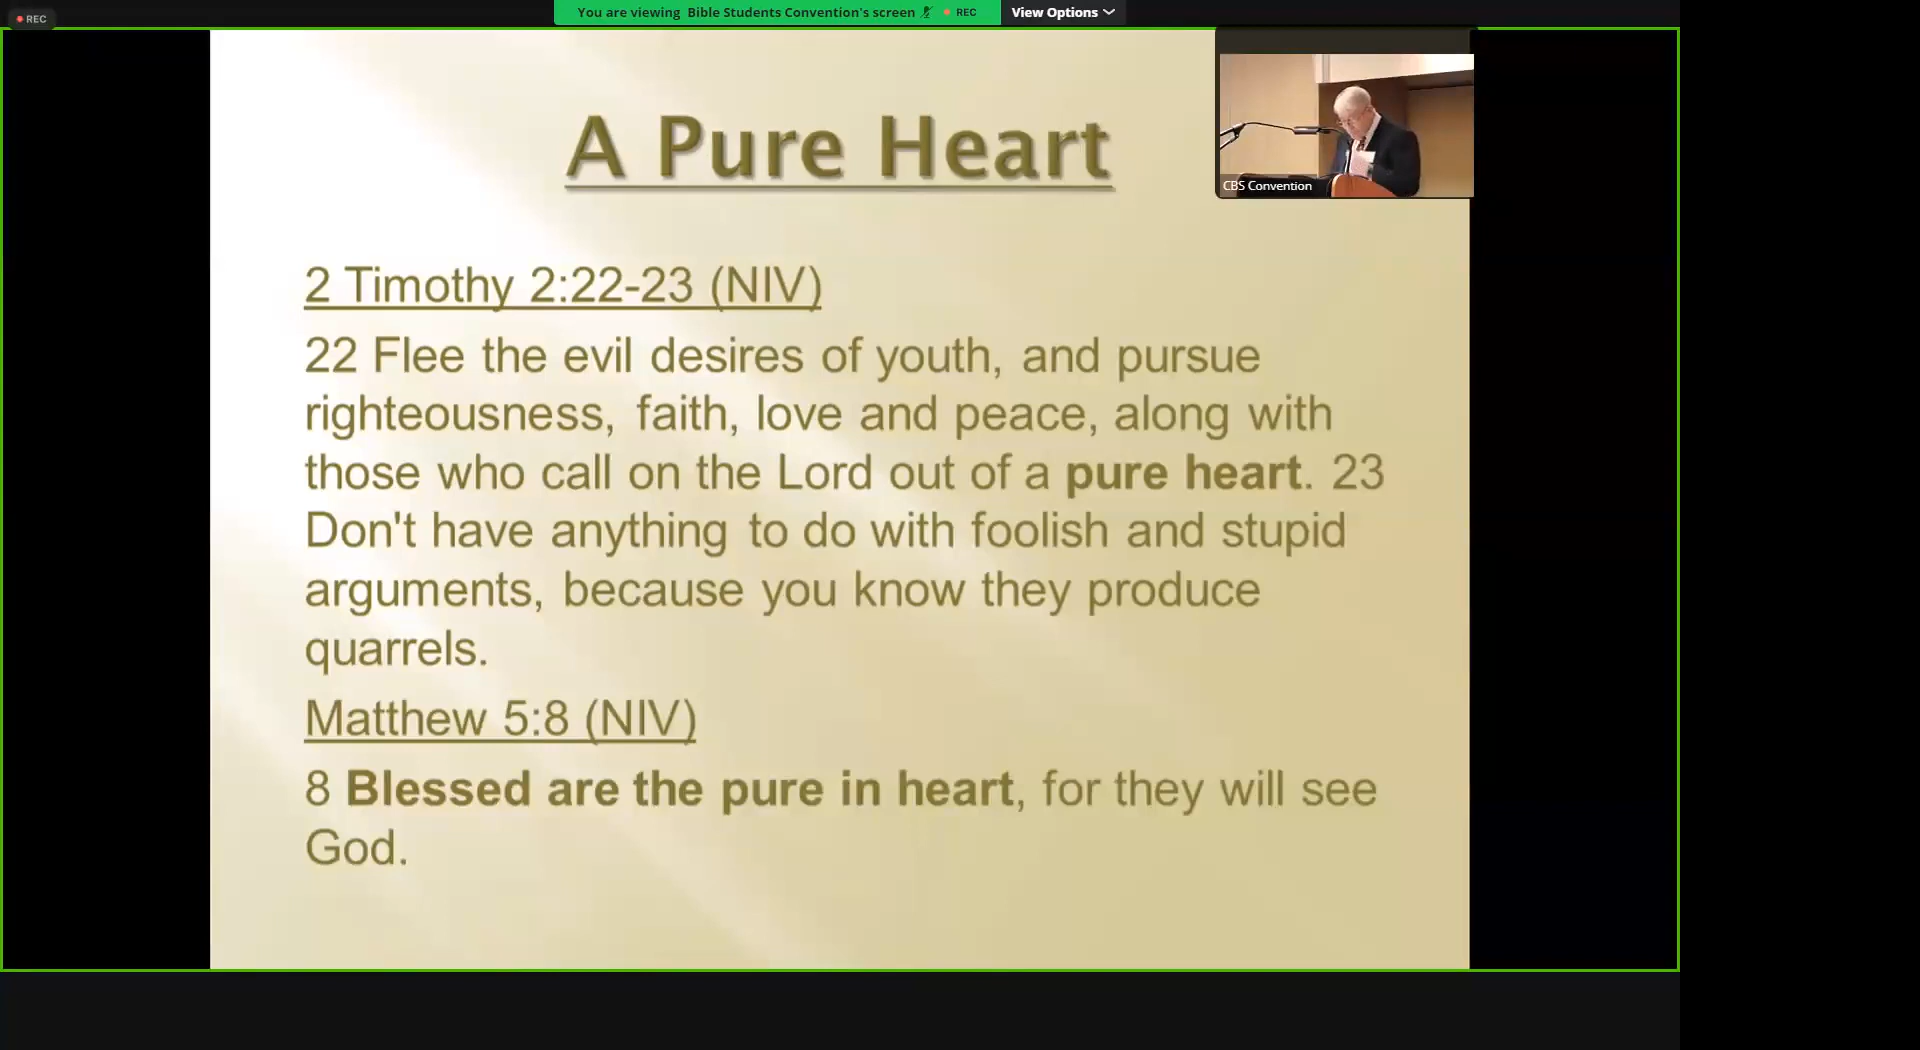 REC
You are viewing Bible Students Convention's screen REC View Options
A Pure Heart
CBS Convention
2 Timothy 2:22-23 (NIV)
22 Flee the evil desires of youth, and pursue
righteousness, faith, love and peace, along with
those who call on the Lord out of a pure heart. 23
Don't have anything to do with foolish and stupid
arguments, because you know they produce
quarrels.
Matthew 5:8 (NIV)
8 Blessed are the pure in heart, for they will see
God.